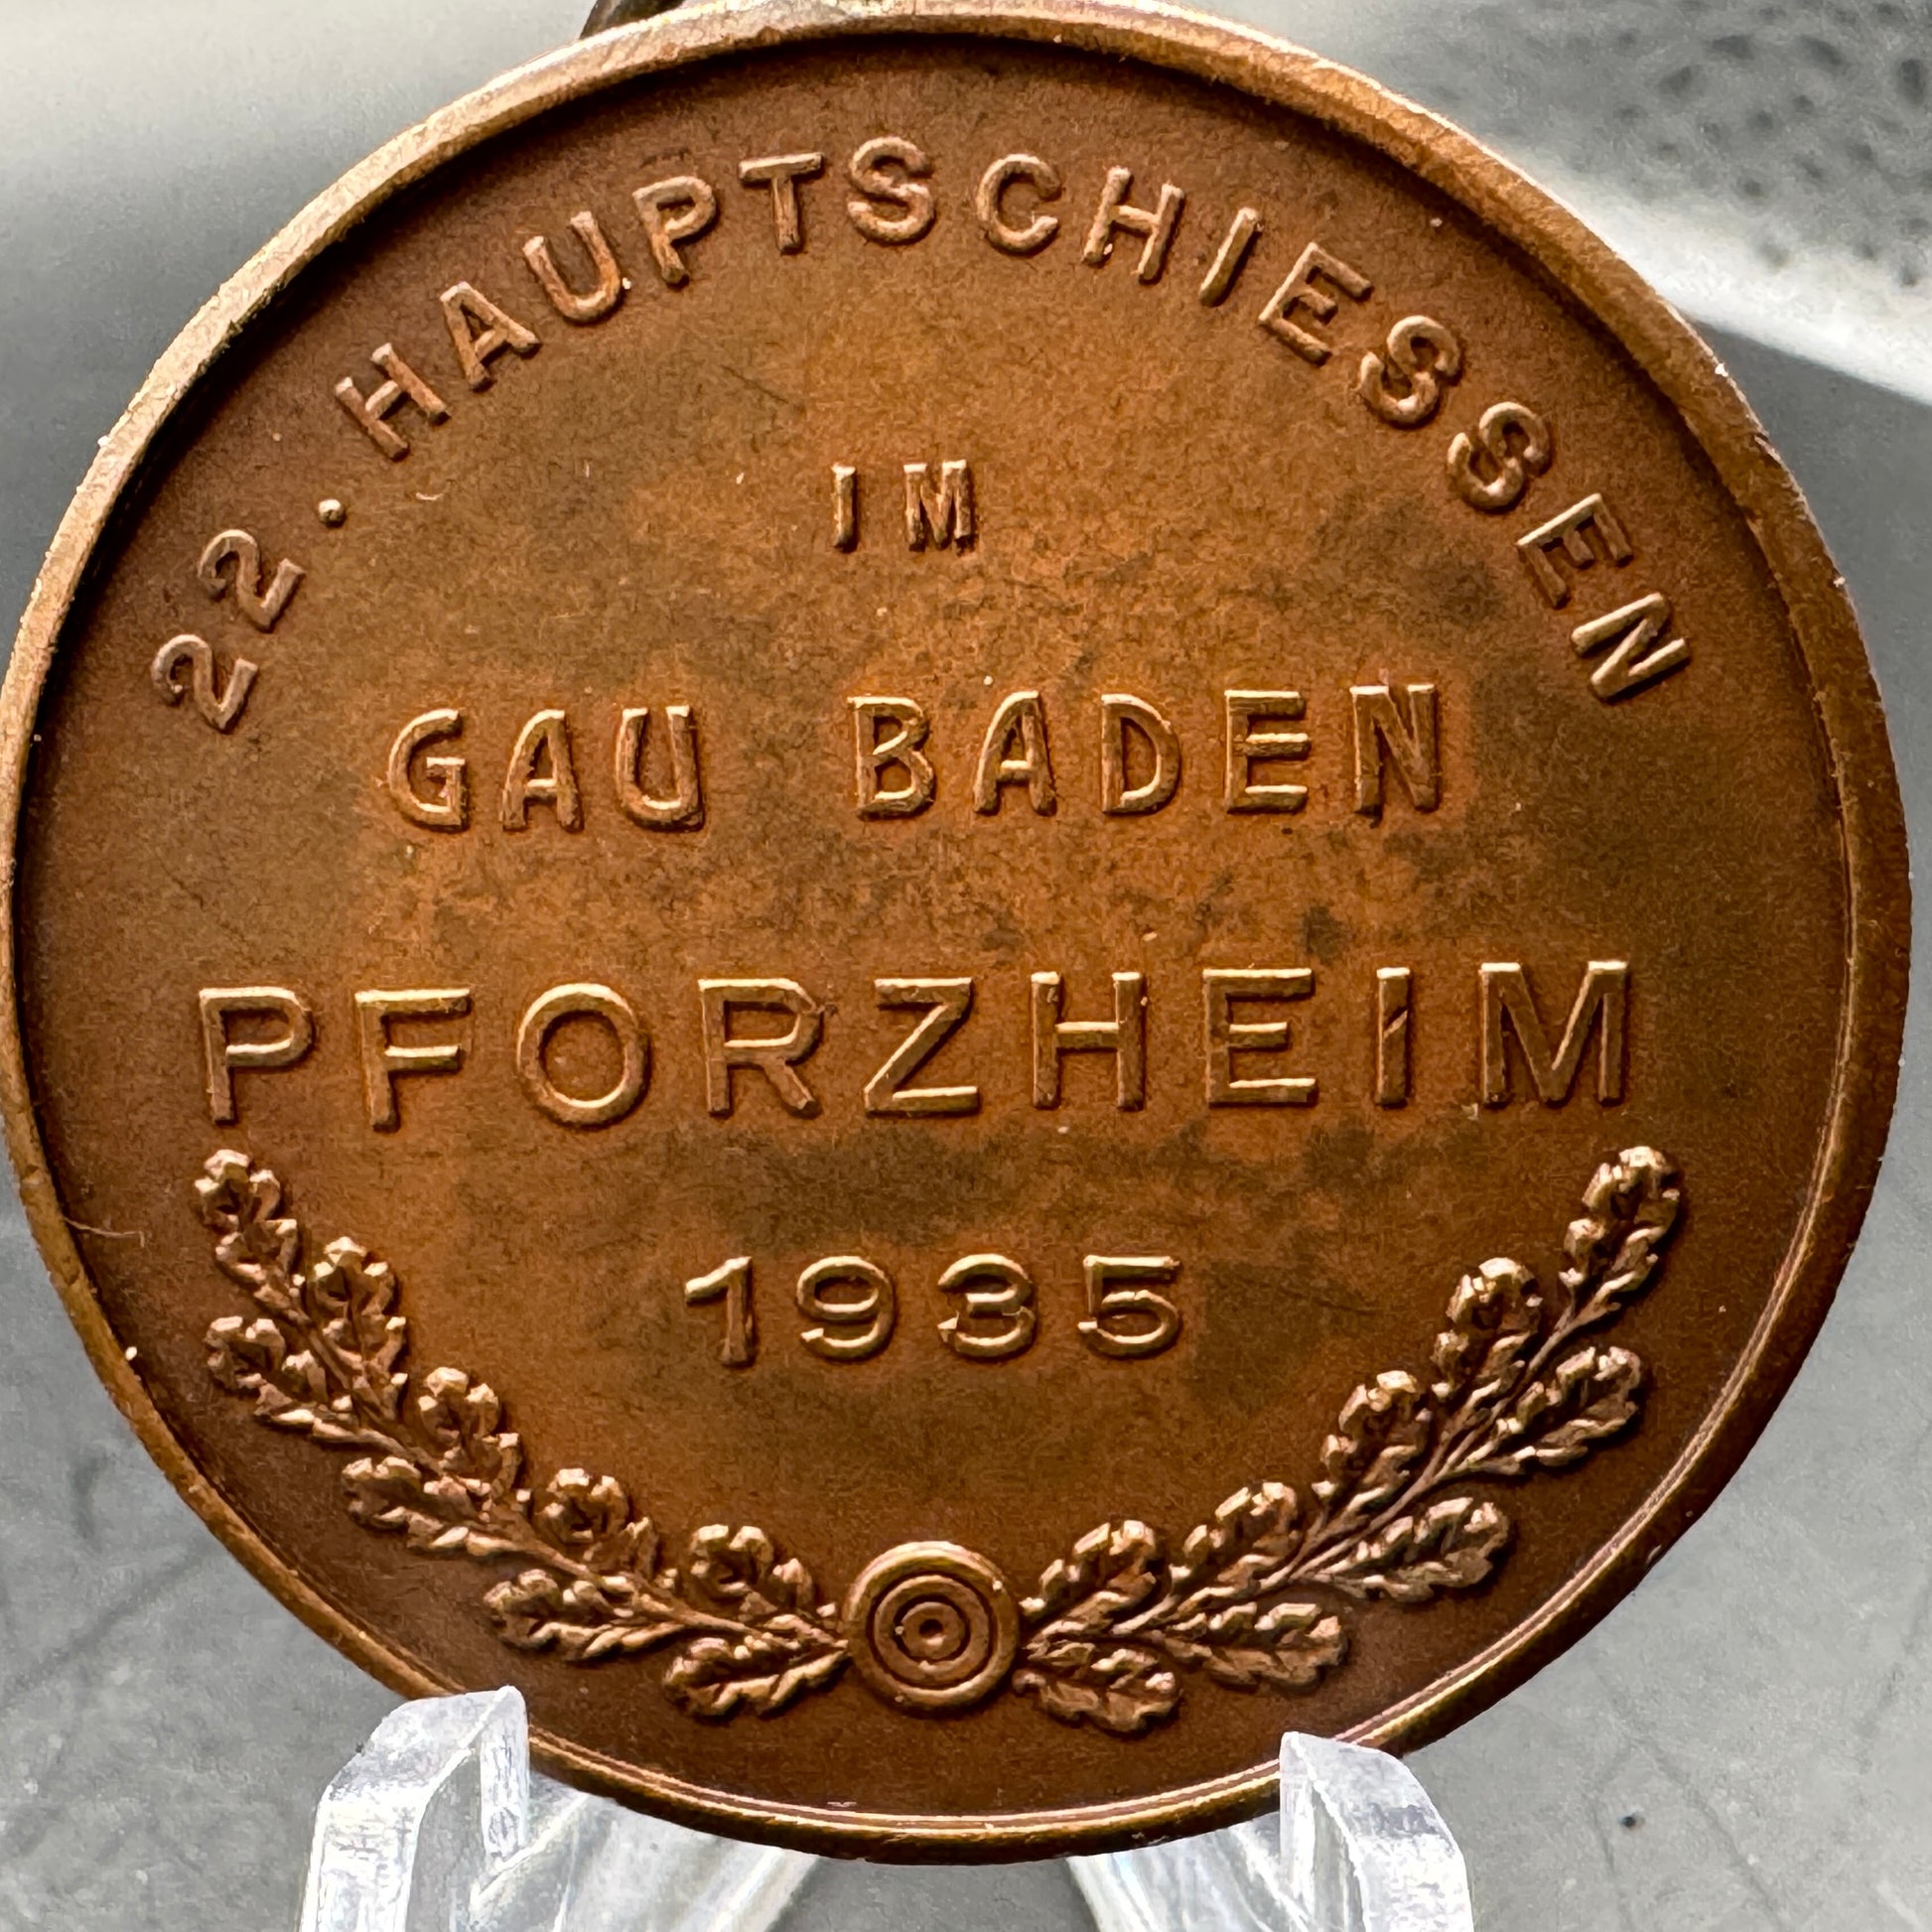 22. HAUPTSCHIESSEN
IM
GAU BADEN
PFORZHEIM
1935